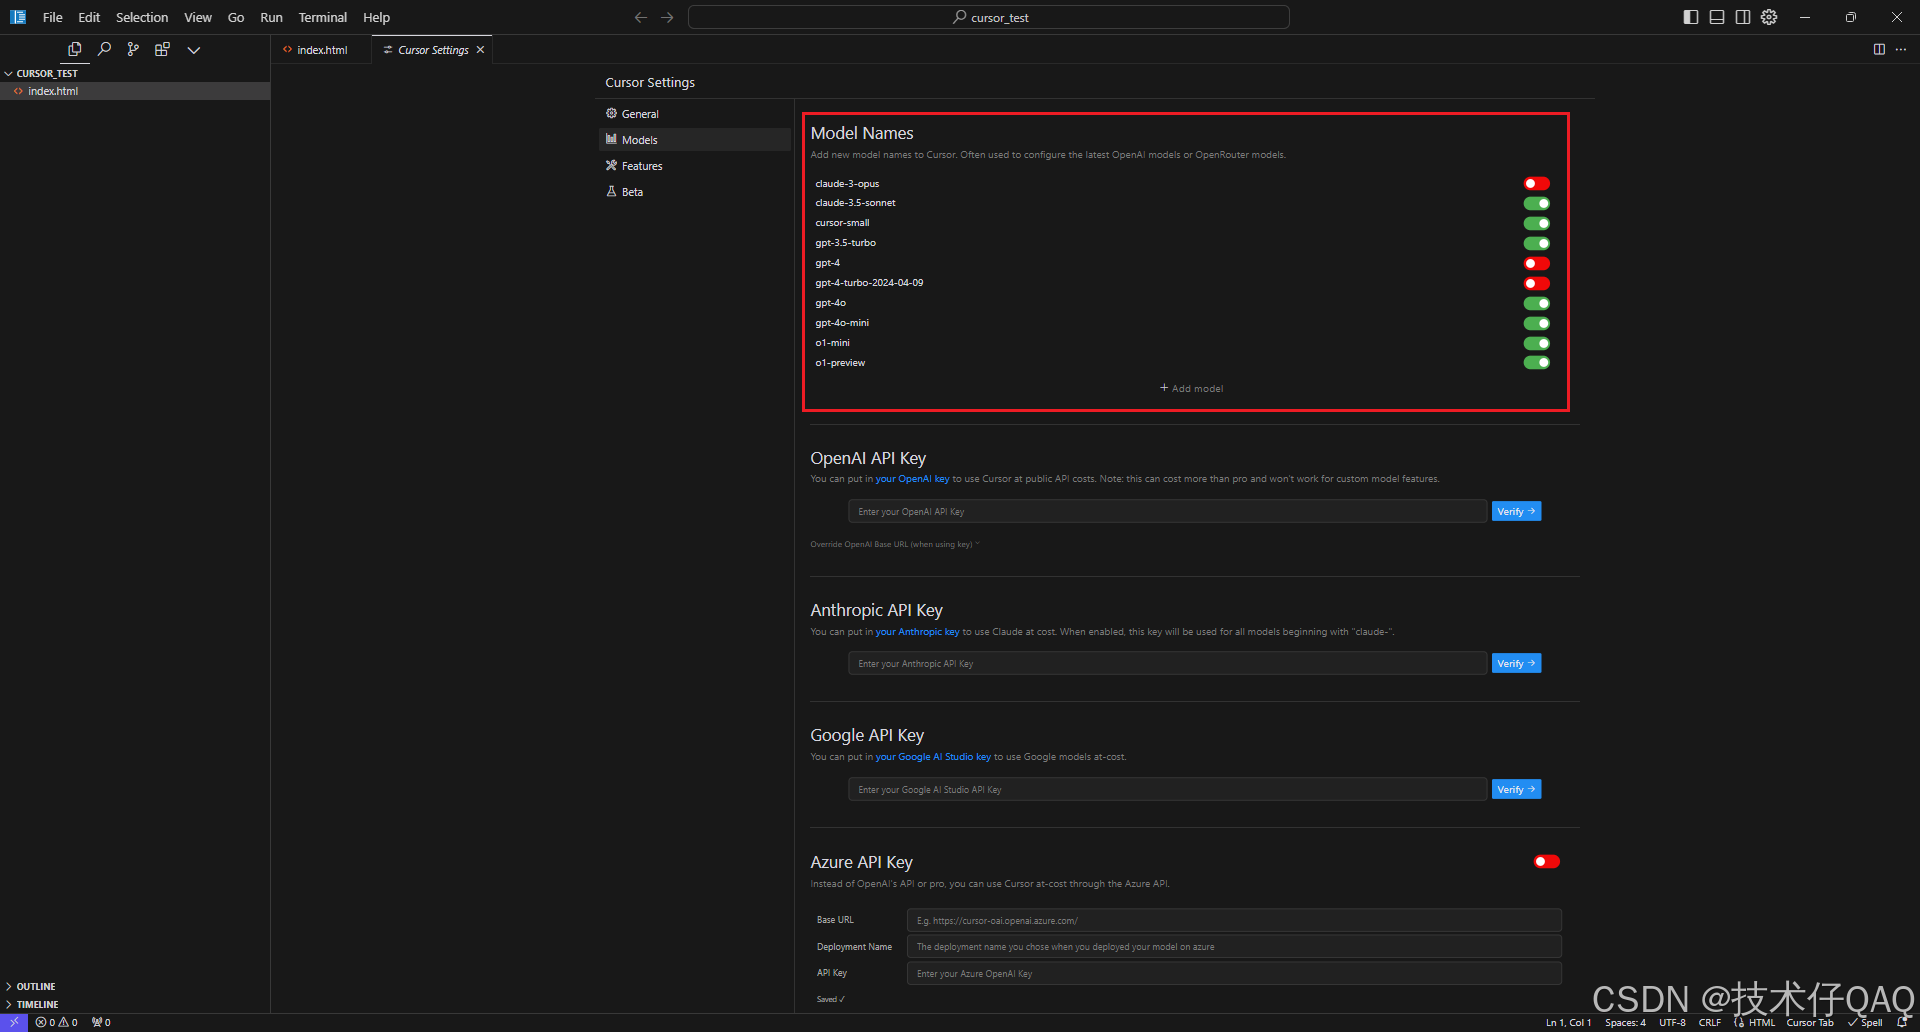 File Edit Selection View Go Run Terminal Help
cursor_test
index.html
Cursor Settings
CURSOR_TEST
index.html
Cursor Settings
General
Models
Features
Beta
Model Names
Add new model names to Cursor. Often used to configure the latest OpenAI models or OpenRouter models.
claude-3-opus
claude-3.5-sonnet
cursor-small
gpt-3.5-turbo
gpt-4
gpt-4-turbo-2024-04-09
gpt-4o
gpt-4o-mini
o1-mini
o1-preview
+ Add model
OpenAI API Key
You can put in your OpenAI key to use Cursor at public API costs. Note: this can cost more than pro and won't work for custom model features.
Enter your OpenAI API Key
Verify →
Override OpenAI Base URL (when using key)
Anthropic API Key
You can put in your Anthropic key to use Claude at cost. When enabled, this key will be used for all models beginning with "claude-".
Enter your Anthropic API Key
Verify →
Google API Key
You can put in your Google AI Studio key to use Google models at-cost.
Enter your Google AI Studio API Key
Verify →
Azure API Key
Instead of OpenAI's API or pro, you can use Cursor at-cost through the Azure API.
Base URL
E.g. https://cursor-oai.openai.azure.com/
Deployment Name
The deployment name you chose when you deployed your model on azure
API Key
Enter your Azure OpenAI Key
Saved ✓
OUTLINE
TIMELINE
CSDN @技术仔QAQ
0 0 0
Ln 1, Col 1 Spaces: 4 UTF-8 CRLF HTML Cursor Tab ✓ Spell